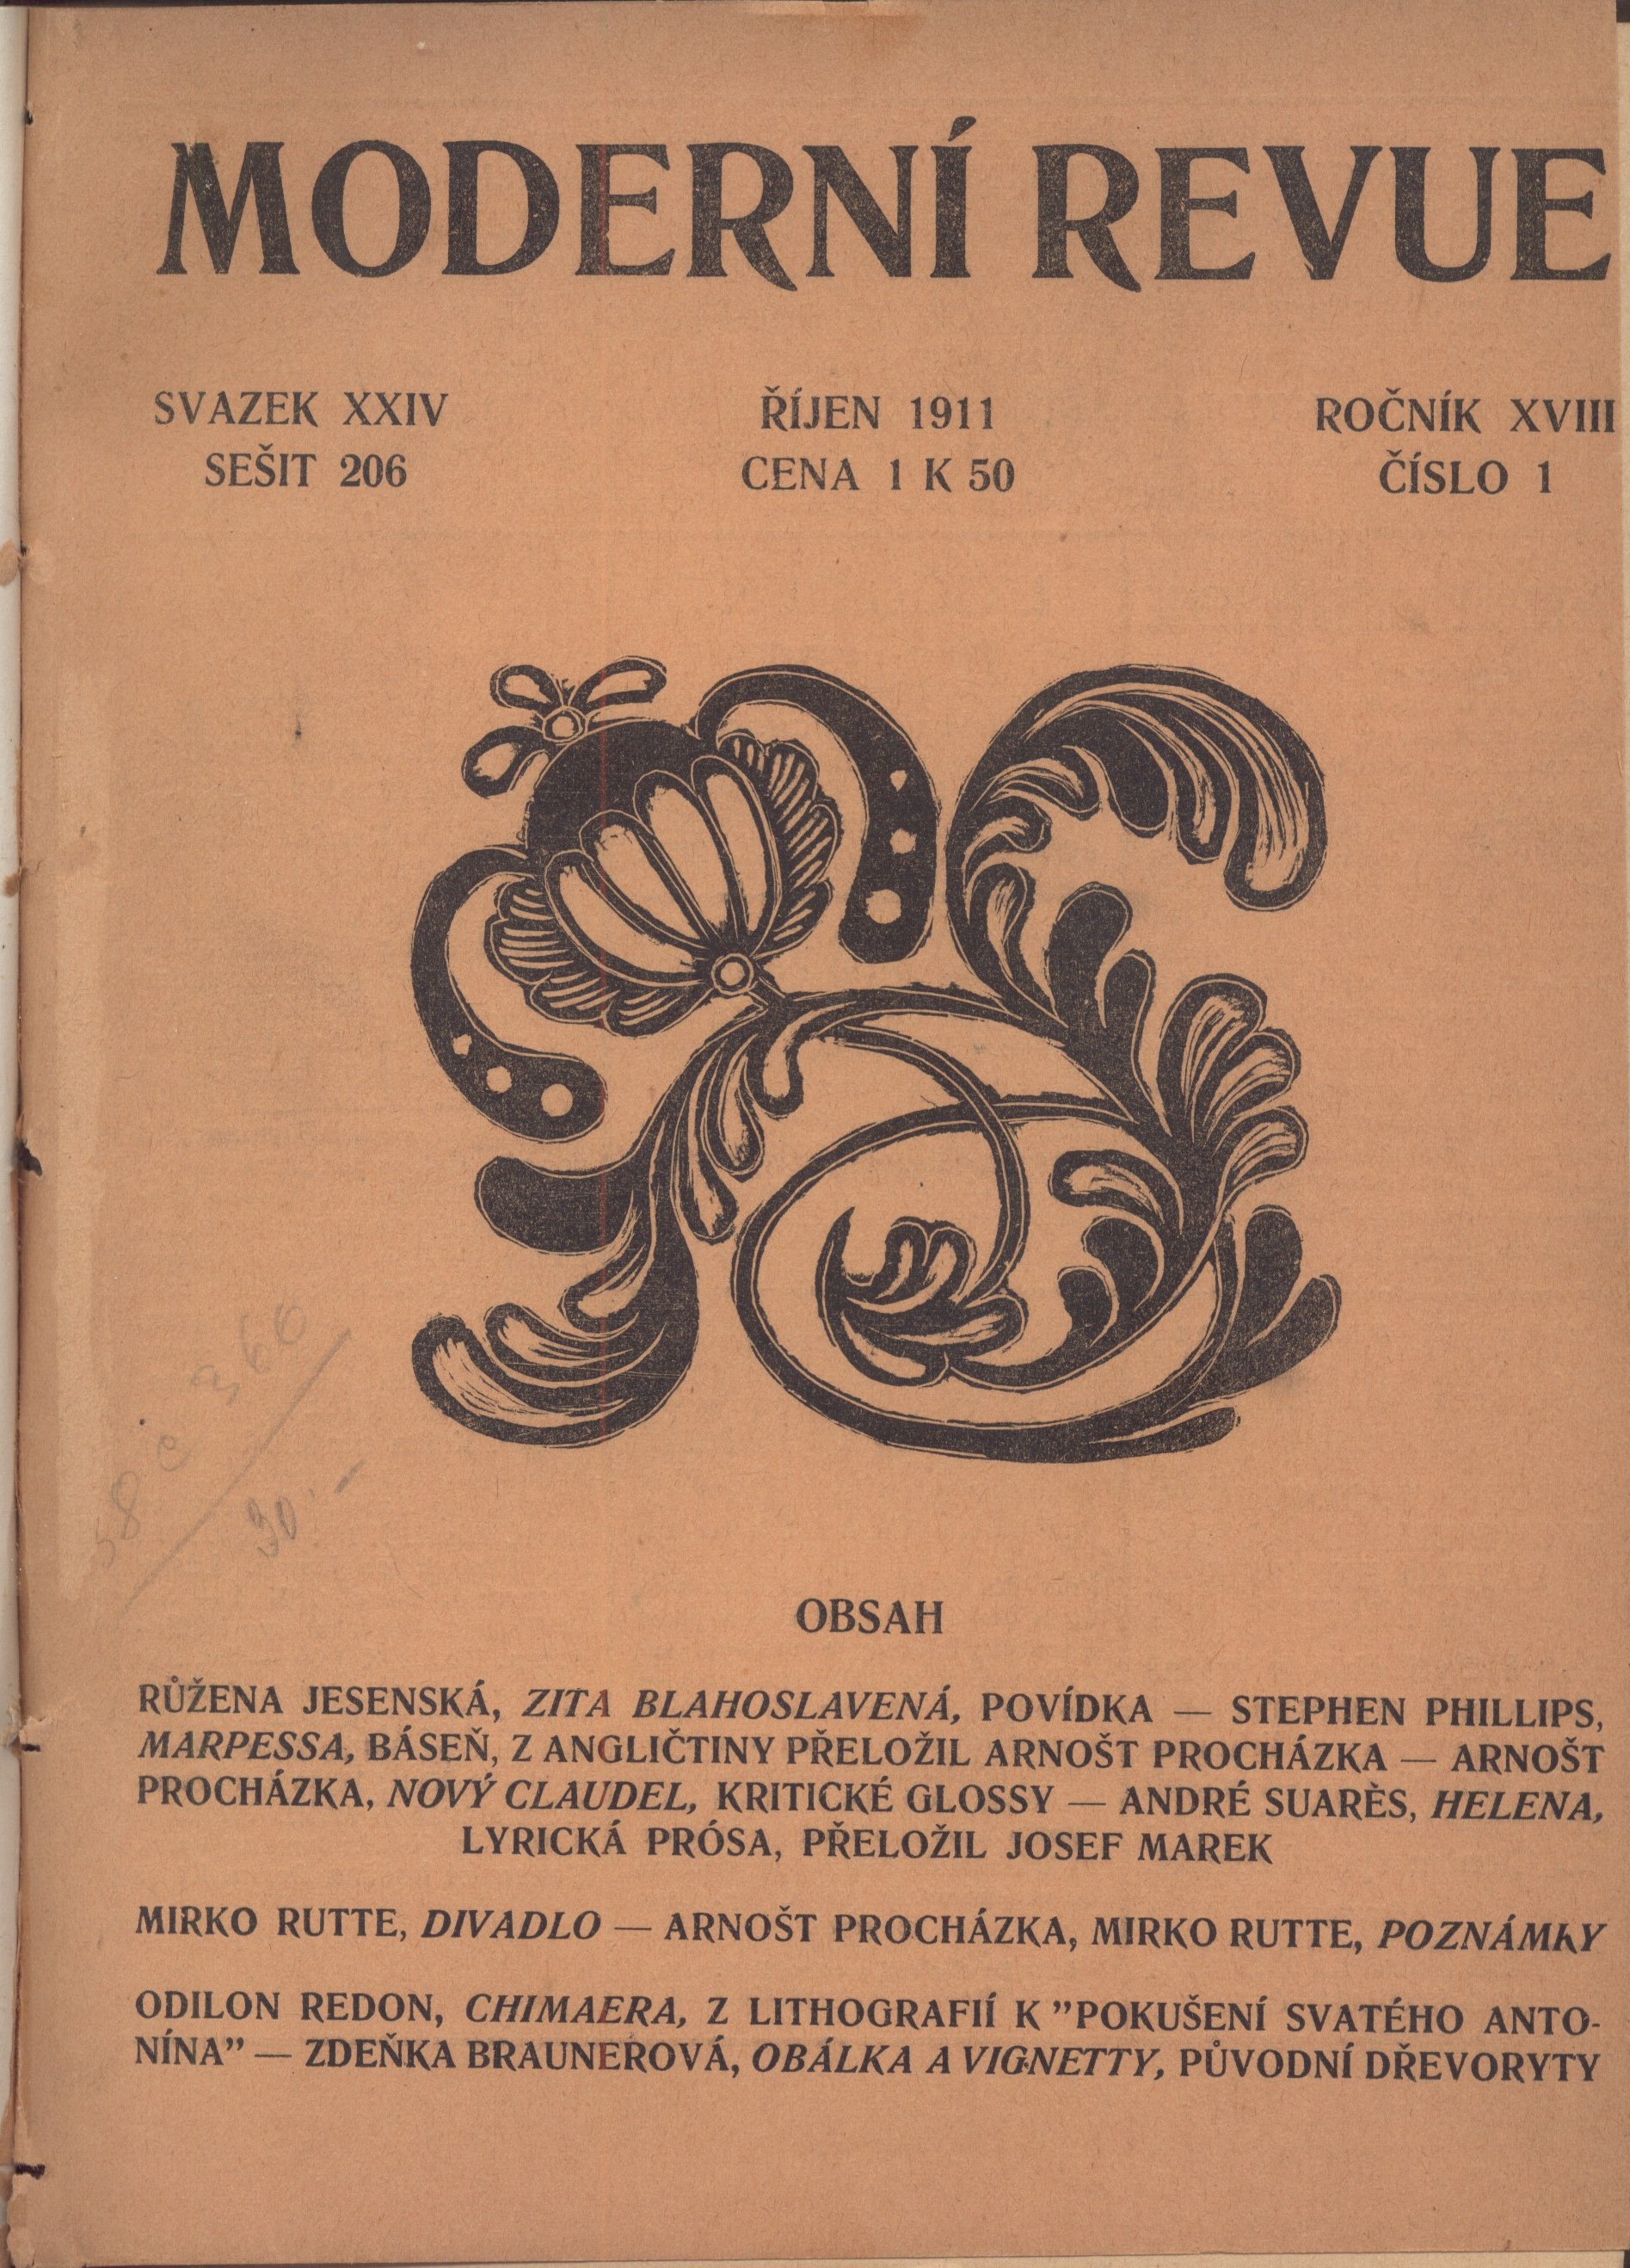 MODERNÍ REVUE
SVAZEK XXIV
SEŠIT 206
ŘÍJEN 1911
CENA 1 K 50
ROČNÍK XVIII
ČÍSLO 1
OBSAH
RŮŽENA JESENSKÁ, ZITA BLAHOSLAVENÁ, POVÍDKA — STEPHEN PHILLIPS,
MARPESSA, BÁSEŇ, Z ANGLIČTINY PŘELOŽIL ARNOŠT PROCHÁZKA — ARNOŠT
PROCHÁZKA, NOVÝ CLAUDEL, KRITICKÉ GLOSSY — ANDRÉ SUARÈS, HELENA,
LYRICKÁ PRÓSA, PŘELOŽIL JOSEF MAREK
MIRKO RUTTE, DIVADLO — ARNOŠT PROCHÁZKA, MIRKO RUTTE, POZNÁMKY
ODILON REDON, CHIMAERA, Z LITHOGRAFIÍ K ”POKUŠENÍ SVATÉHO ANTO-
NÍNA” — ZDEŇKA BRAUNEROVÁ, OBÁLKA A VIGNETTY, PŮVODNÍ DŘEVORYTY